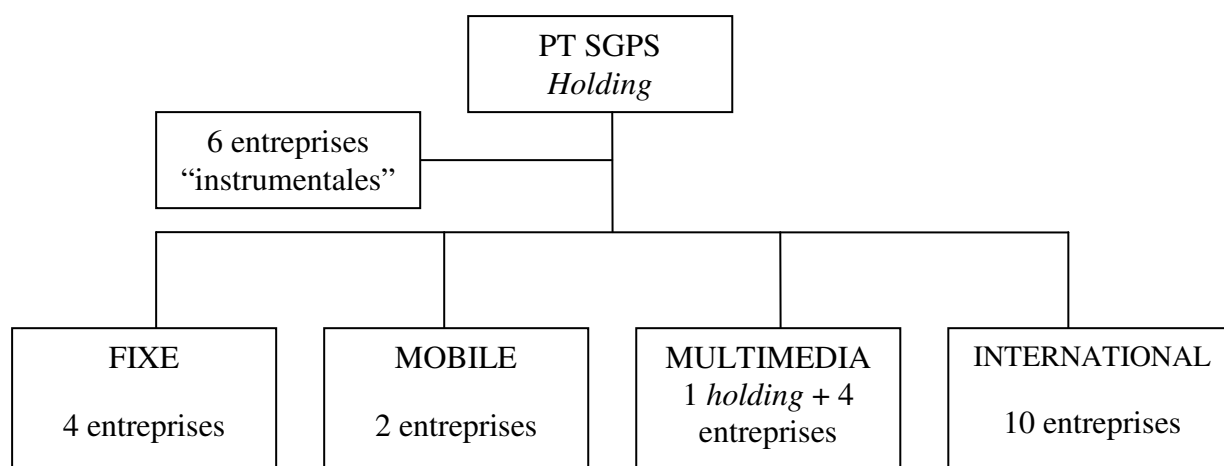 PT SGPS
Holding
6 entreprises
“instrumentales”
FIXE
4 entreprises
MOBILE
2 entreprises
MULTIMEDIA
1 holding + 4
entreprises
INTERNATIONAL
10 entreprises